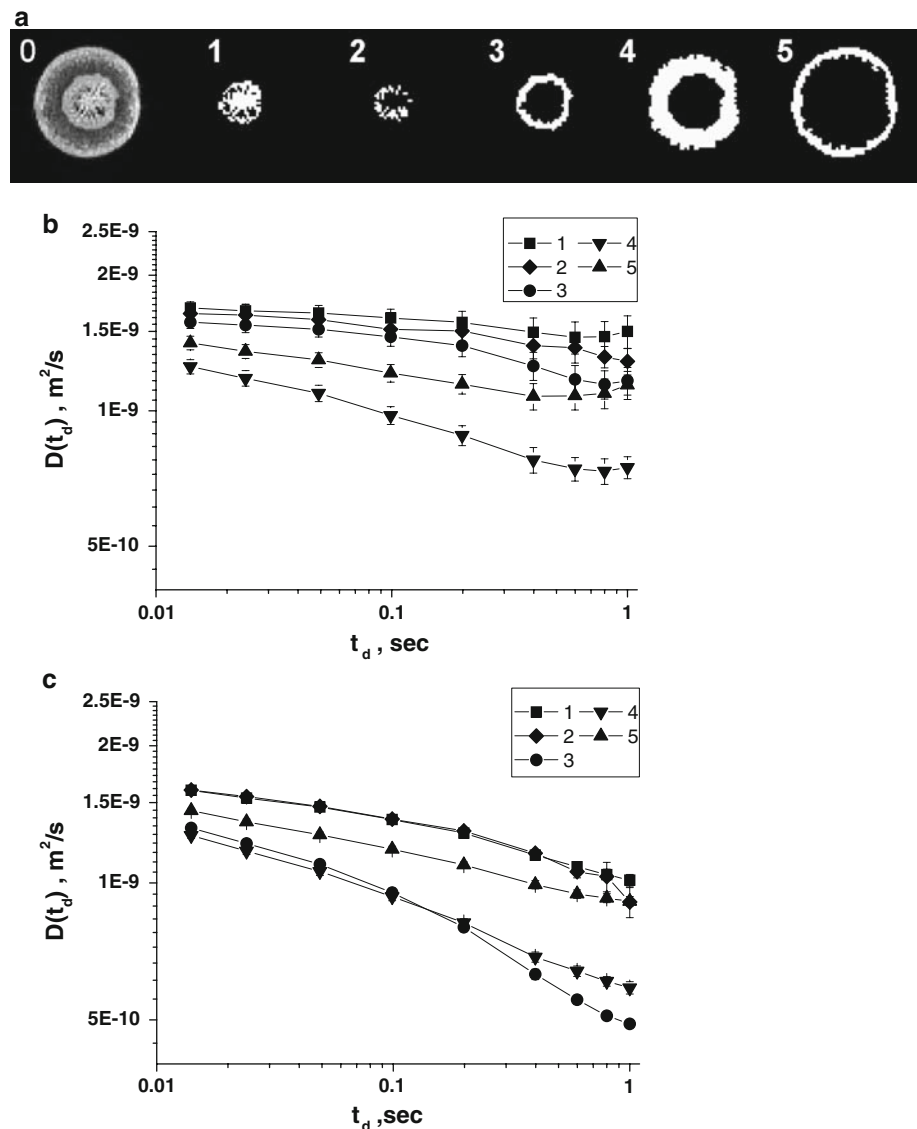 a
0 1 2 3 4 5
b
1 4
2 5
3
2.5E-9
2E-9
1.5E-9
1E-9
5E-10
D(t_d) , m²/s
0.01 0.1 1
t_d , sec
c
1 4
2 5
3
2.5E-9
2E-9
1.5E-9
1E-9
5E-10
D(t_d) , m²/s
0.01 0.1 1
t_d ,sec